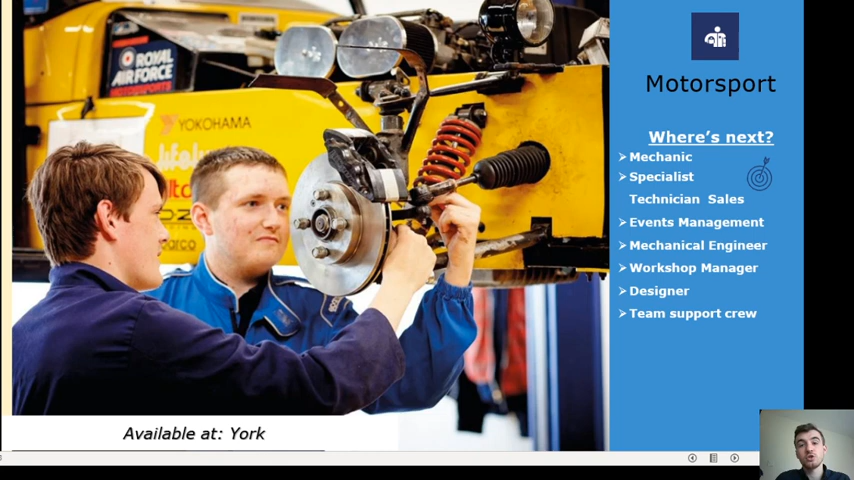 ROYAL
AIR FORCE
MOTORSPORTS
YOKOHAMA
Motorsport
Where's next?
Mechanic
Specialist
Technician Sales
Events Management
Mechanical Engineer
Workshop Manager
Designer
Team support crew
Available at: York